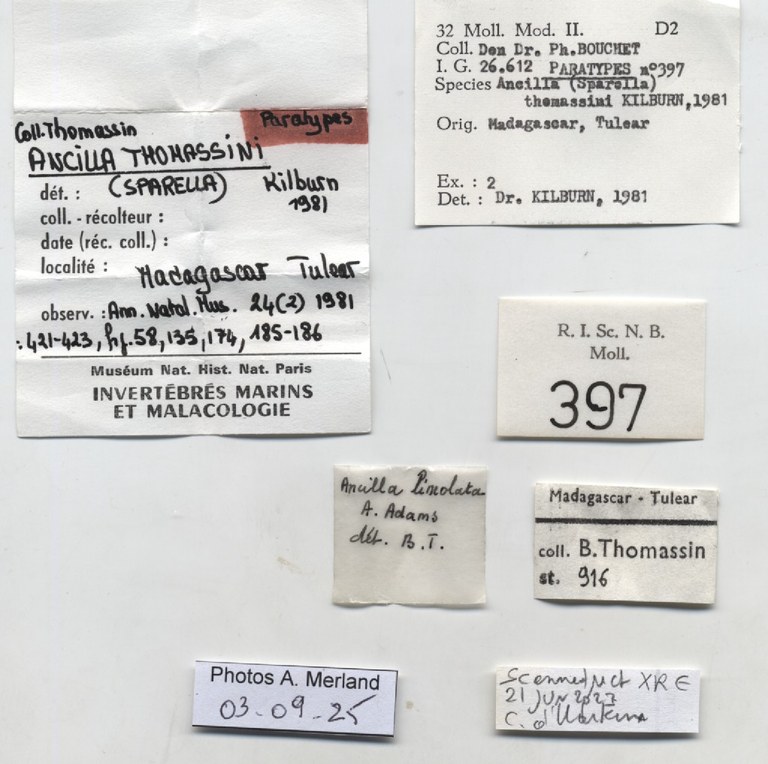 Coll.Thomassin
Paratypes
ANCILLA THOMASSINI
(SPARELLA) Kilburn
1981
dét. :
coll. - récolteur :
date (réc. coll.) :
localité : Madagascar Tulear
observ. : Ann. Natal. Mus. 24(2) 1981
: 421-423, fig. 58, 135, 174, 185-186
Muséum Nat. Hist. Nat. Paris
INVERTÉBRÉS MARINS
ET MALACOLOGIE
32 Moll. Mod. II. D2
Coll. Don Dr. Ph.BOUCHET
I. G. 26.612 PARATYPES nº397
Species Ancilla (Sparella)
thomassini KILBURN,1981
Orig. Madagascar, Tulear
Ex. : 2
Det. : Dr. KILBURN, 1981
R. I. Sc. N. B.
Moll.
397
Ancilla lineolata
A. Adams
dét. B.T.
Madagascar - Tulear
coll. B.Thomassin
st. 916
Photos A. Merland
03-09-25
XRE
21 JUN 2023